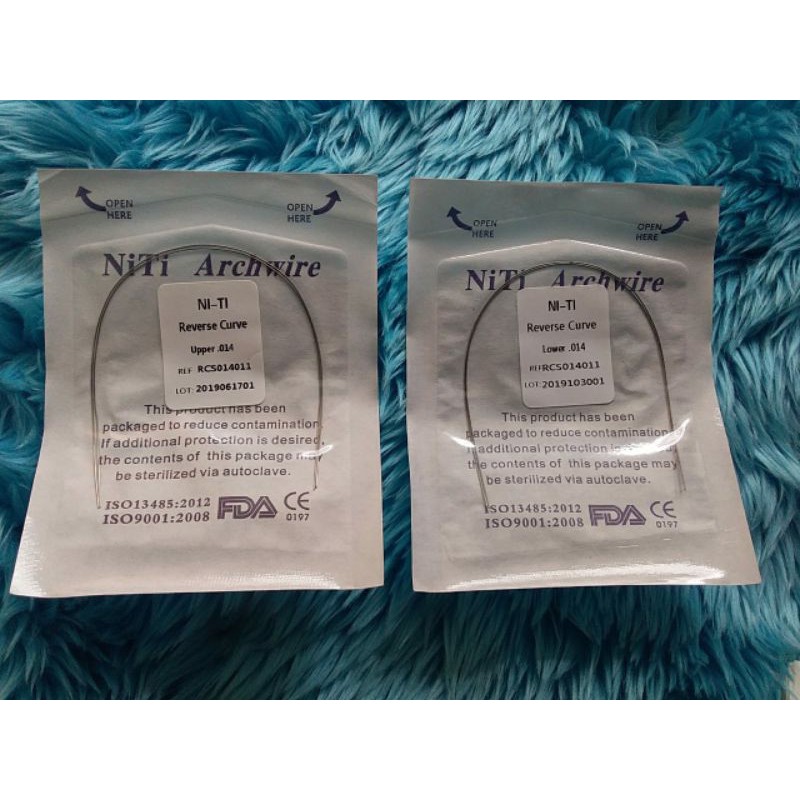 OPEN
HERE
OPEN
HERE
NiTi Archwire
NI-TI
Reverse Curve
Upper .014
REF RCS014011
LOT: 2019061701
This product has been
packaged to reduce contamination.
If additional protection is desired,
the contents of this package may
be sterilized via autoclave.
ISO13485:2012
ISO9001:2008
FDA CE
0197
OPEN
HERE
OPEN
HERE
NiTi Archwire
NI-TI
Reverse Curve
Lower .014
REF RCS014011
LOT: 2019103001
This product has been
packaged to reduce contamination
additional protection is
the contents of this package may
be sterilized via autoclave.
ISO13485:2012
ISO9001:2008
FDA CE
0197